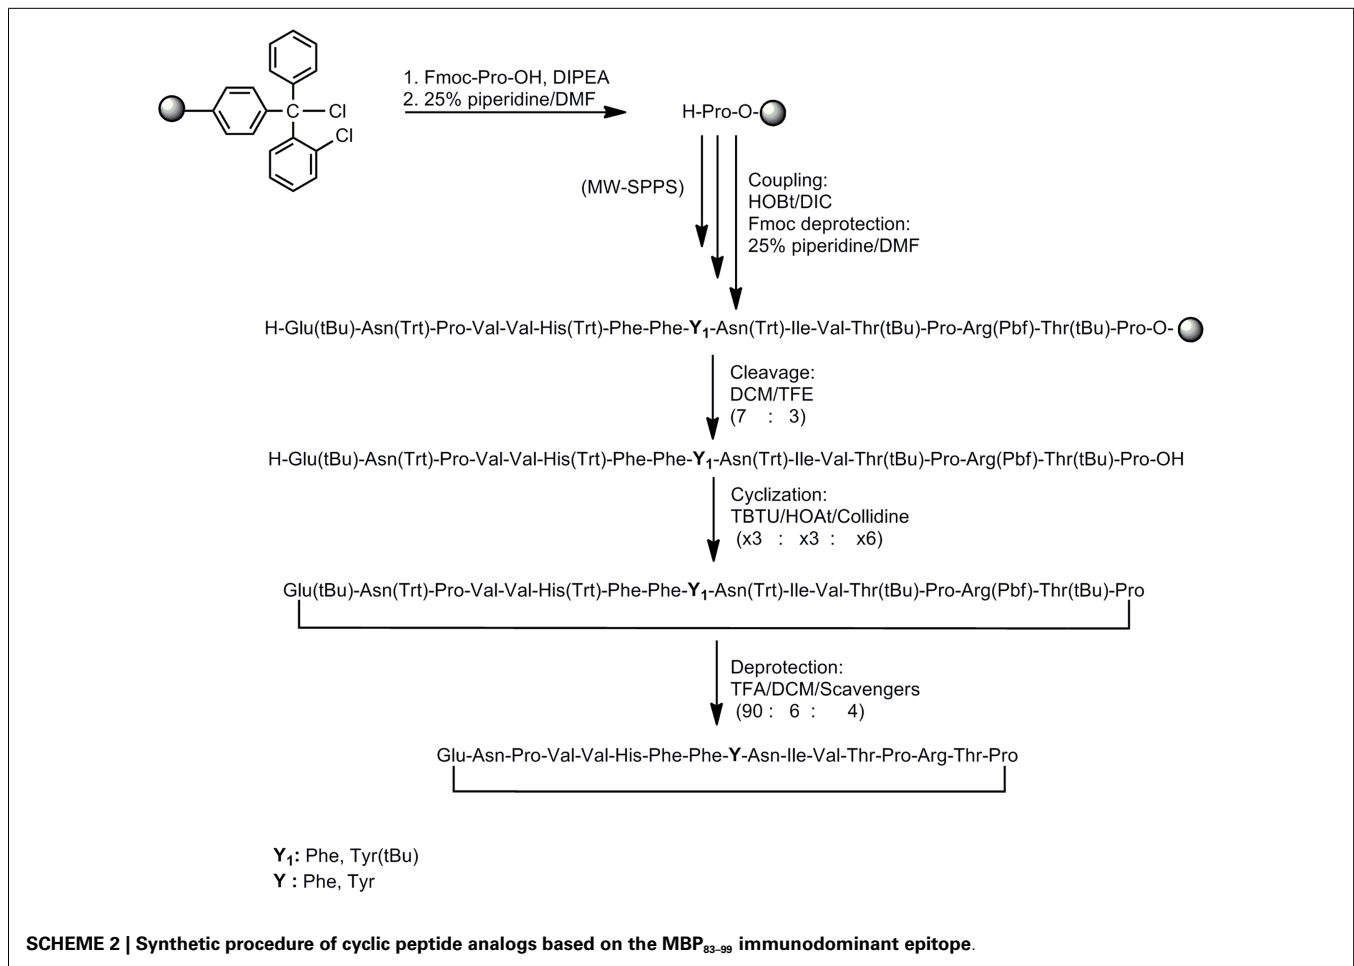 1. Fmoc-Pro-OH, DIPEA
2. 25% piperidine/DMF
C
Cl
Cl
H-Pro-O-
(MW-SPPS)
Coupling:
HOBt/DIC
Fmoc deprotection:
25% piperidine/DMF
H-Glu(tBu)-Asn(Trt)-Pro-Val-Val-His(Trt)-Phe-Phe-Y1-Asn(Trt)-Ile-Val-Thr(tBu)-Pro-Arg(Pbf)-Thr(tBu)-Pro-O-
Cleavage:
DCM/TFE
(7 : 3)
H-Glu(tBu)-Asn(Trt)-Pro-Val-Val-His(Trt)-Phe-Phe-Y1-Asn(Trt)-Ile-Val-Thr(tBu)-Pro-Arg(Pbf)-Thr(tBu)-Pro-OH
Cyclization:
TBTU/HOAt/Collidine
(x3 : x3 : x6)
Glu(tBu)-Asn(Trt)-Pro-Val-Val-His(Trt)-Phe-Phe-Y1-Asn(Trt)-Ile-Val-Thr(tBu)-Pro-Arg(Pbf)-Thr(tBu)-Pro
Deprotection:
TFA/DCM/Scavengers
(90 : 6 : 4)
Glu-Asn-Pro-Val-Val-His-Phe-Phe-Y-Asn-Ile-Val-Thr-Pro-Arg-Thr-Pro
Y1: Phe, Tyr(tBu)
Y : Phe, Tyr
SCHEME 2 | Synthetic procedure of cyclic peptide analogs based on the MBP83–99 immunodominant epitope.